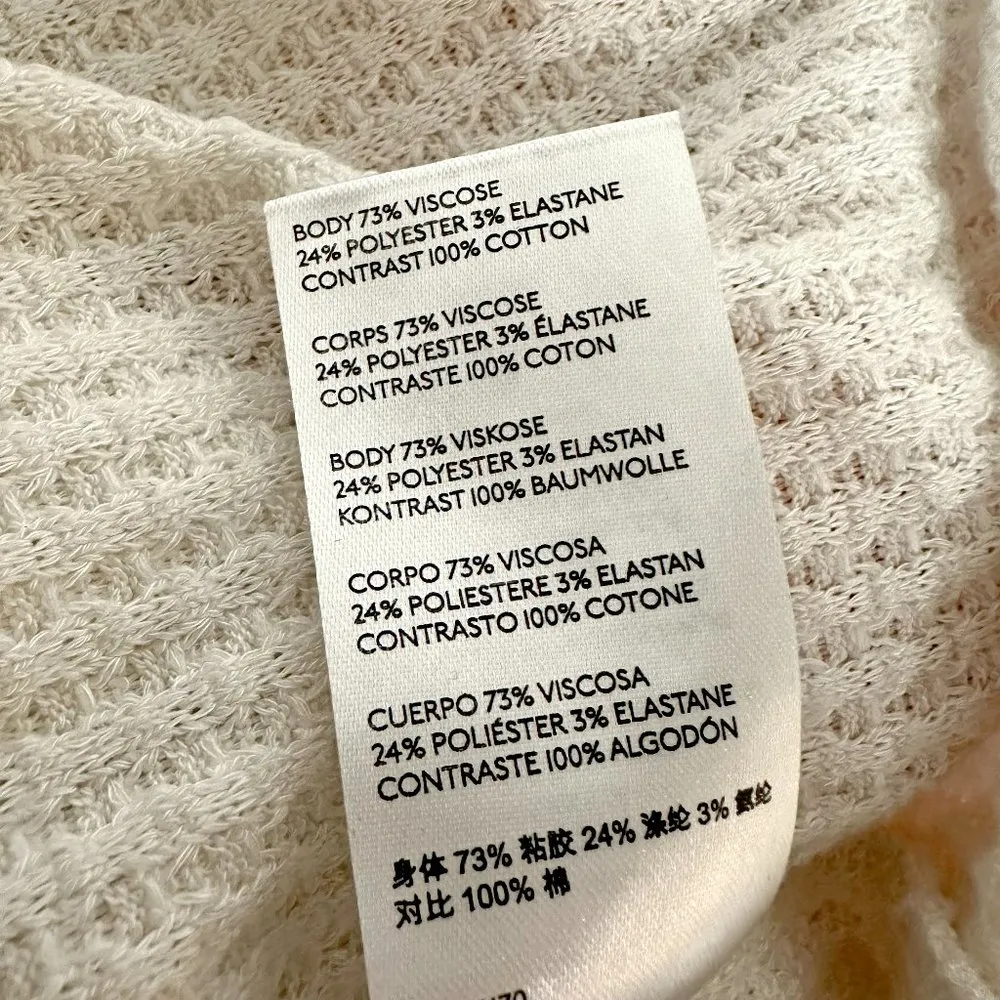 BODY 73% VISCOSE
24% POLYESTER 3% ELASTANE
CONTRAST 100% COTTON
CORPS 73% VISCOSE
24% POLYESTER 3% ÉLASTANE
CONTRASTE 100% COTON
BODY 73% VISKOSE
24% POLYESTER 3% ELASTAN
KONTRAST 100% BAUMWOLLE
CORPO 73% VISCOSA
24% POLIESTERE 3% ELASTAN
CONTRASTO 100% COTONE
CUERPO 73% VISCOSA
24% POLIÉSTER 3% ELASTANE
CONTRASTE 100% ALGODÓN
身体 73% 粘胶 24% 涤纶 3% 氨纶
对比 100% 棉